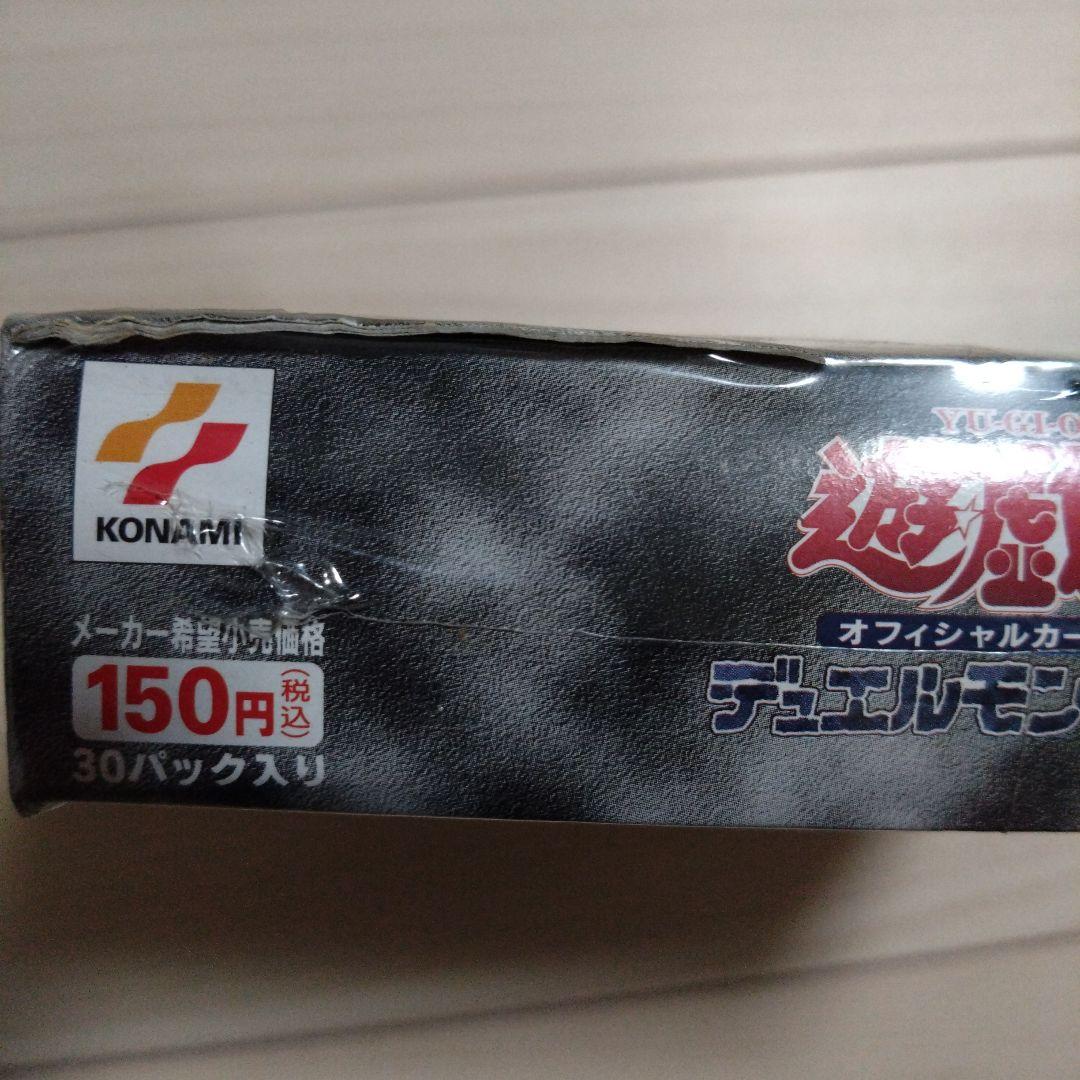 KONAMI
メーカー希望小売価格
150円(税込)
30パック入り
YU-GI-O
遊戯
オフィシャルカー
デュエルモン